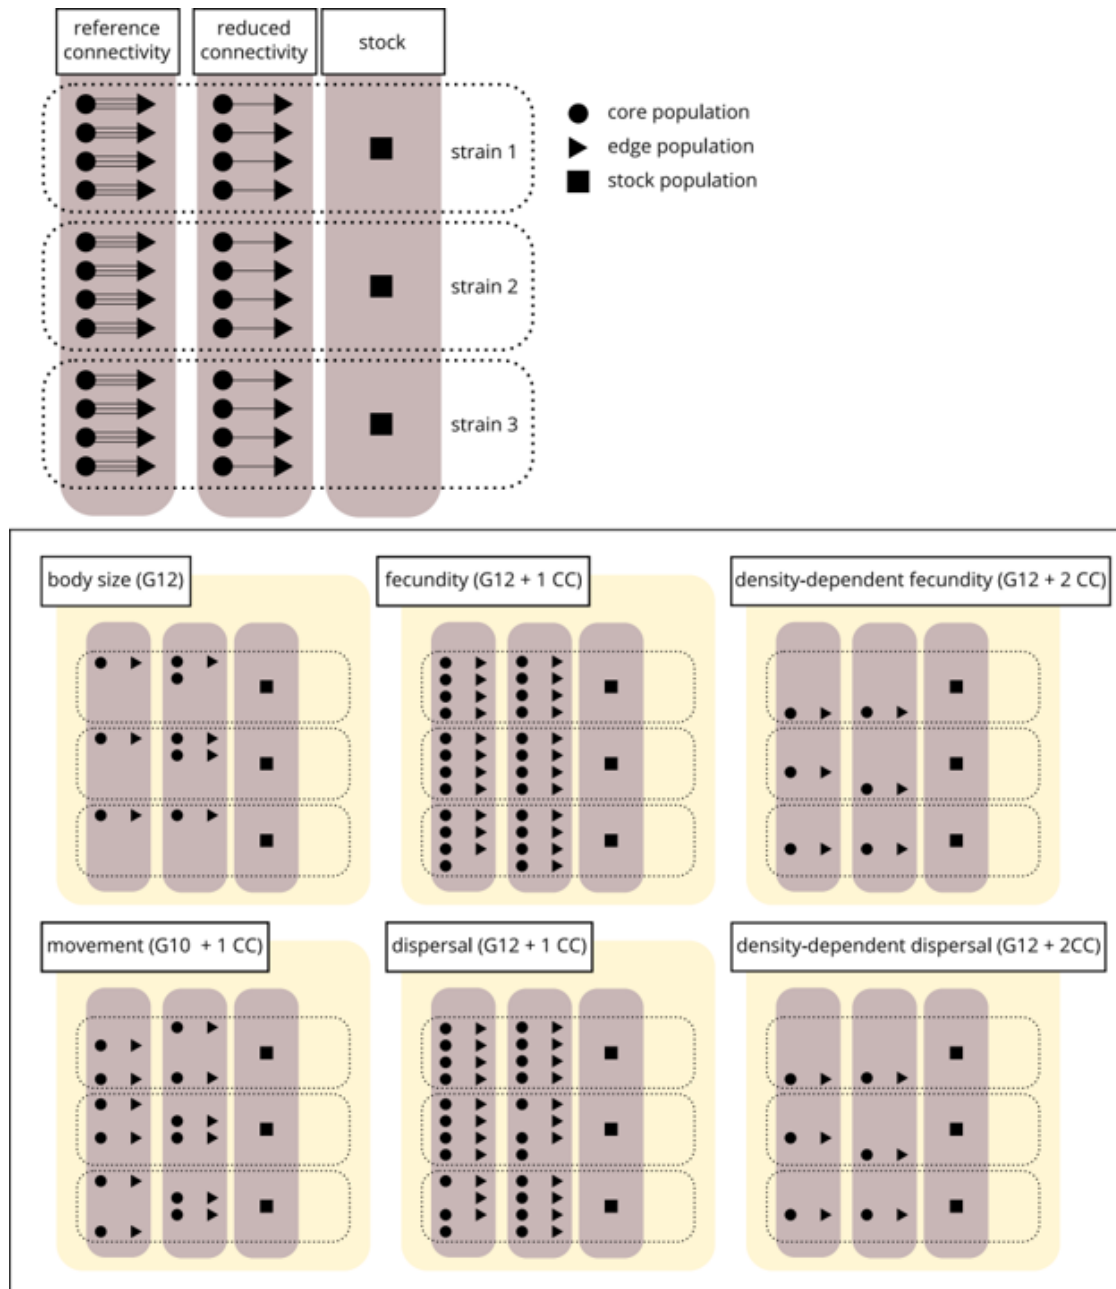 reference
connectivity
reduced
connectivity
stock
strain 1
strain 2
strain 3
core population
edge population
stock population
body size (G12)
fecundity (G12 + 1 CC)
density-dependent fecundity (G12 + 2 CC)
movement (G10 + 1 CC)
dispersal (G12 + 1 CC)
density-dependent dispersal (G12 + 2CC)